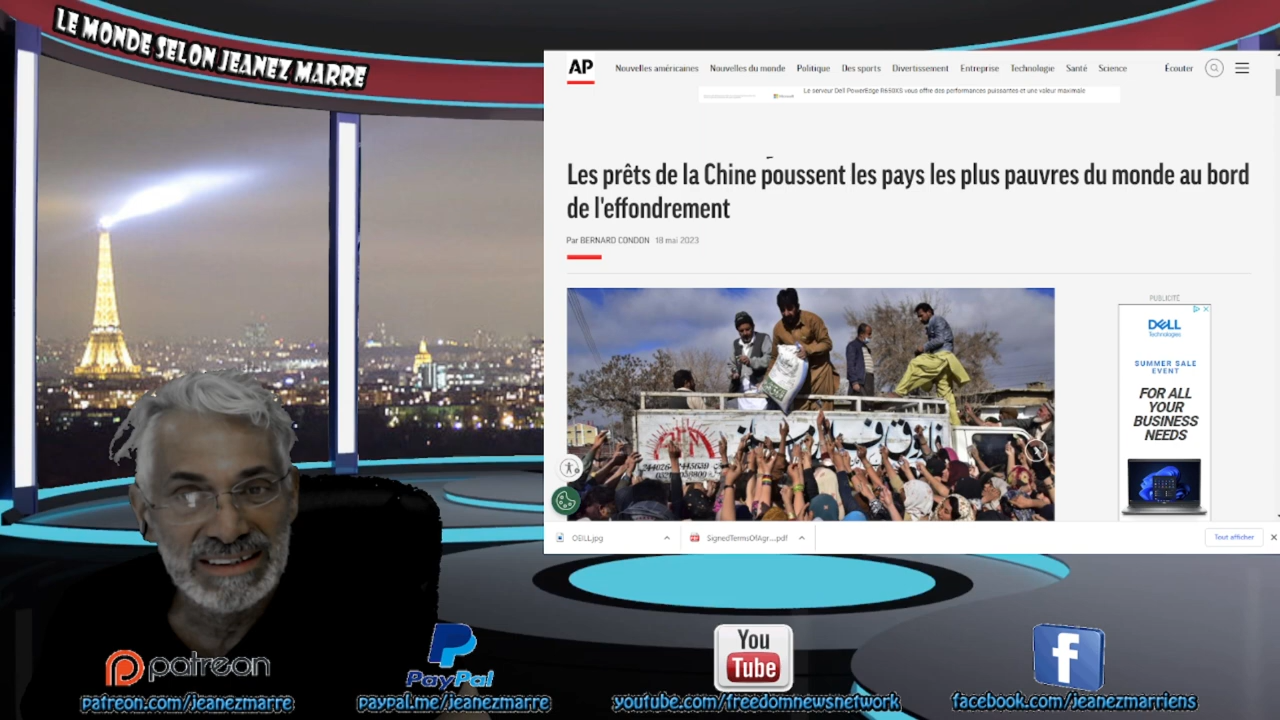 LE MONDE SELON JEANEZ MARRE
AP
Nouvelles américaines Nouvelles du monde Politique Des sports Divertissement Entreprise Technologie Santé Science Écouter
Microsoft Le serveur Dell PowerEdge R650XS vous offre des performances puissantes et une valeur maximale
Les prêts de la Chine poussent les pays les plus pauvres du monde au bord
de l'effondrement
Par BERNARD CONDON 18 mai 2023
PUBLICITÉ
DELL
Technologies
SUMMER SALE
EVENT
FOR ALL
YOUR
BUSINESS
NEEDS
OEILL.jpg
SignedTermsOfAgr....pdf
Tout afficher
patreon
PayPal
You
Tube
f
patreon.com/jeanezmarre
paypal.me/jeanezmarre
youtube.com/freedomnewsnetwork
facebook.com/jeanezmarriens